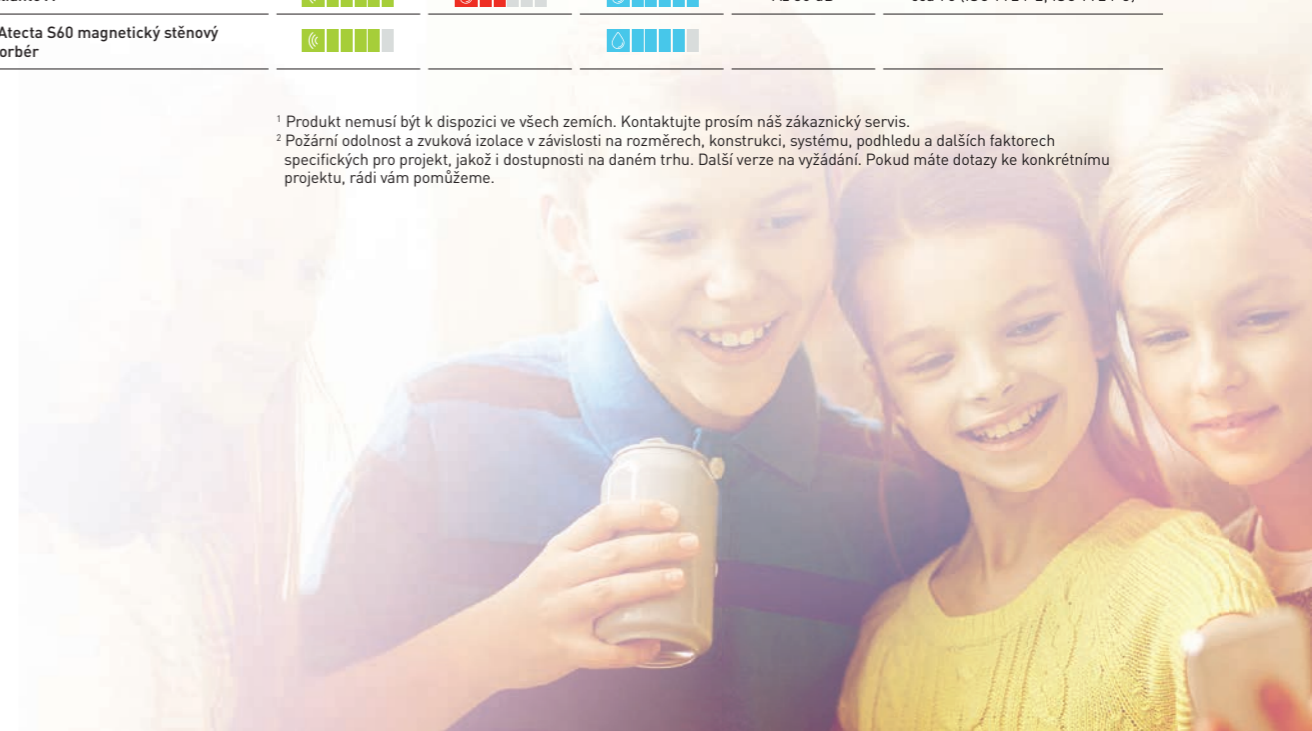 Atecta S60 magnetický stěnový
orbér
¹ Produkt nemusí být k dispozici ve všech zemích. Kontaktujte prosím náš zákaznický servis.
² Požární odolnost a zvuková izolace v závislosti na rozměrech, konstrukci, systému, podhledu a dalších faktorech
specifických pro projekt, jakož i dostupnosti na daném trhu. Další verze na vyžádání. Pokud máte dotazy ke konkrétnímu
projektu, rádi vám pomůžeme.